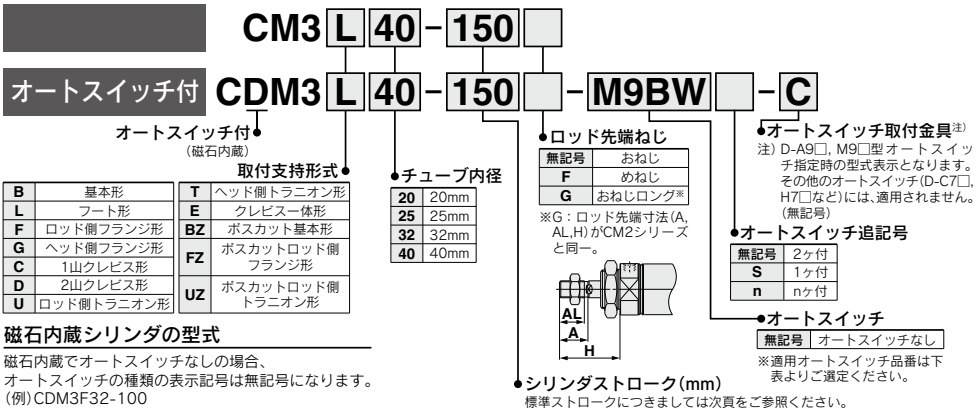 CM3 L 40 - 150
オートスイッチ付 CDM3 L 40 - 150 - M9BW - C
オートスイッチ付
(磁石内蔵)
取付支持形式
B 基本形
L フート形
F ロッド側フランジ形
G ヘッド側フランジ形
C 1山クレビス形
D 2山クレビス形
U ロッド側トラニオン形
T ヘッド側トラニオン形
E クレビス一体形
BZ ボスカット基本形
FZ ボスカットロッド側
フランジ形
UZ ボスカットロッド側
トラニオン形
磁石内蔵シリンダの型式
磁石内蔵でオートスイッチなしの場合、
オートスイッチの種類の表示記号は無記号になります。
(例)CDM3F32-100
チューブ内径
20 20mm
25 25mm
32 32mm
40 40mm
ロッド先端ねじ
無記号 おねじ
F めねじ
G おねじロング※
※G:ロッド先端寸法(A,
AL,H)がCM2シリーズ
と同一。
AL
A
H
シリンダストローク(mm)
標準ストロークにつきましては次頁をご参照ください。
オートスイッチ取付金具注)
注) D-A9□, M9□型オートスイッ
チ指定時の型式表示となります。
その他のオートスイッチ(D-C7□,
H7□など)には、適用されません。
(無記号)
オートスイッチ追記号
無記号 2ヶ付
S 1ヶ付
n nヶ付
オートスイッチ
無記号 オートスイッチなし
※適用オートスイッチ品番は下
表よりご選定ください。